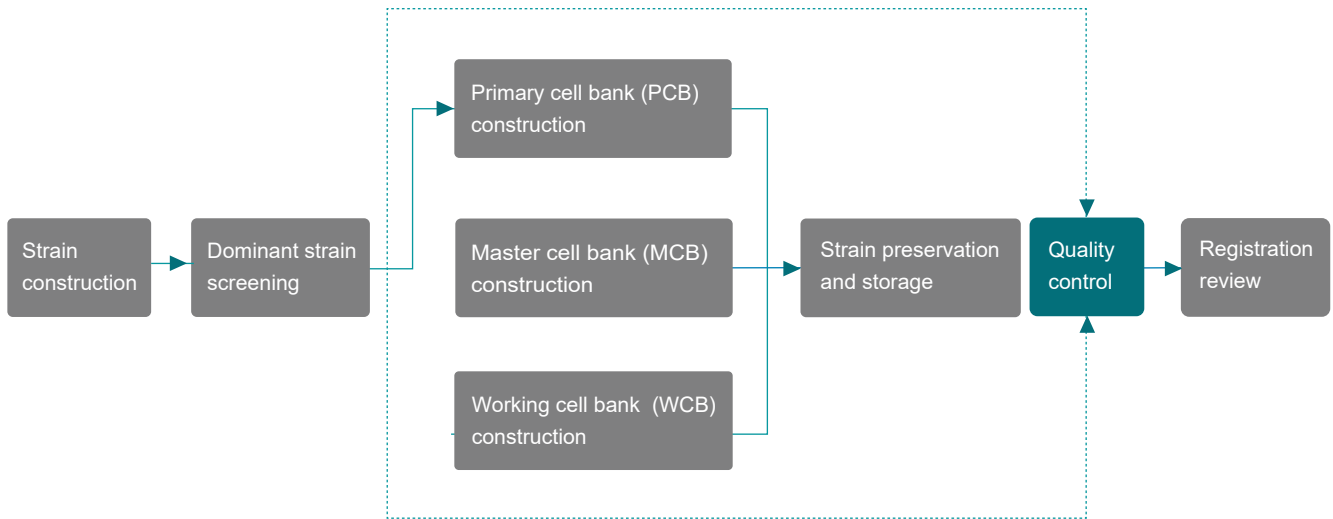 Strain
construction
Dominant strain
screening
Primary cell bank (PCB)
construction
Master cell bank (MCB)
construction
Working cell bank  (WCB)
construction
Strain preservation
and storage
Quality
control
Registration
review